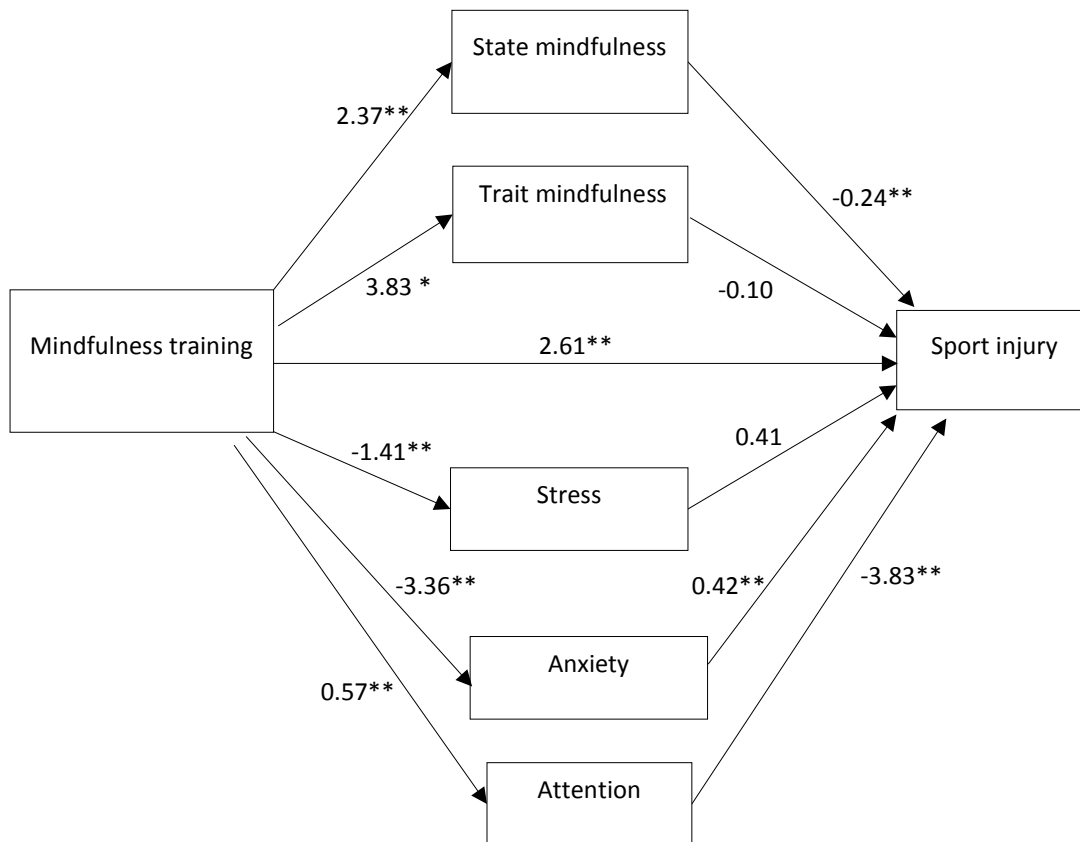 State mindfulness
2.37**
Trait mindfulness
-0.24**
3.83 *
-0.10
Mindfulness training
2.61**
Sport injury
-1.41**
0.41
Stress
-3.36**
0.42**
-3.83**
Anxiety
0.57**
Attention